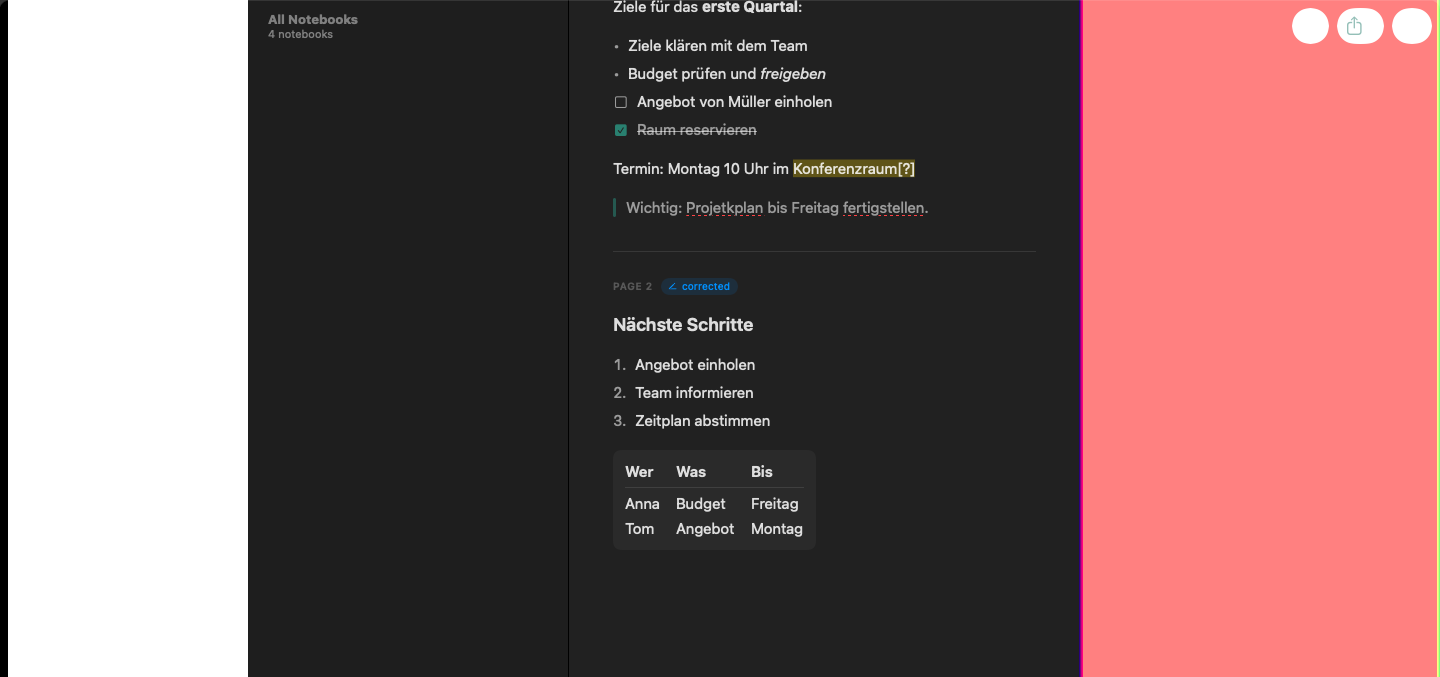 All Notebooks
4 notebooks
Ziele für das erste Quartal:
• Ziele klären mit dem Team
• Budget prüfen und freigeben
Angebot von Müller einholen
Raum reservieren
Termin: Montag 10 Uhr im Konferenzraum[?]
Wichtig: Projetkplan bis Freitag fertigstellen.
PAGE 2 corrected
Nächste Schritte
1. Angebot einholen
2. Team informieren
3. Zeitplan abstimmen
Wer Was Bis
Anna Budget Freitag
Tom Angebot Montag